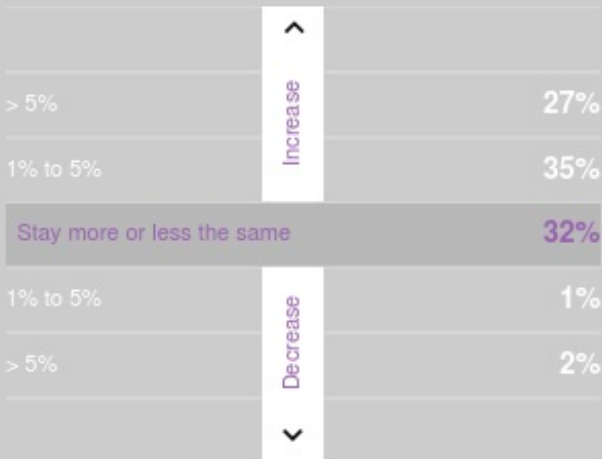 > 5% 27%
Increase
1% to 5% 35%
Stay more or less the same 32%
1% to 5% 1%
Decrease
> 5% 2%